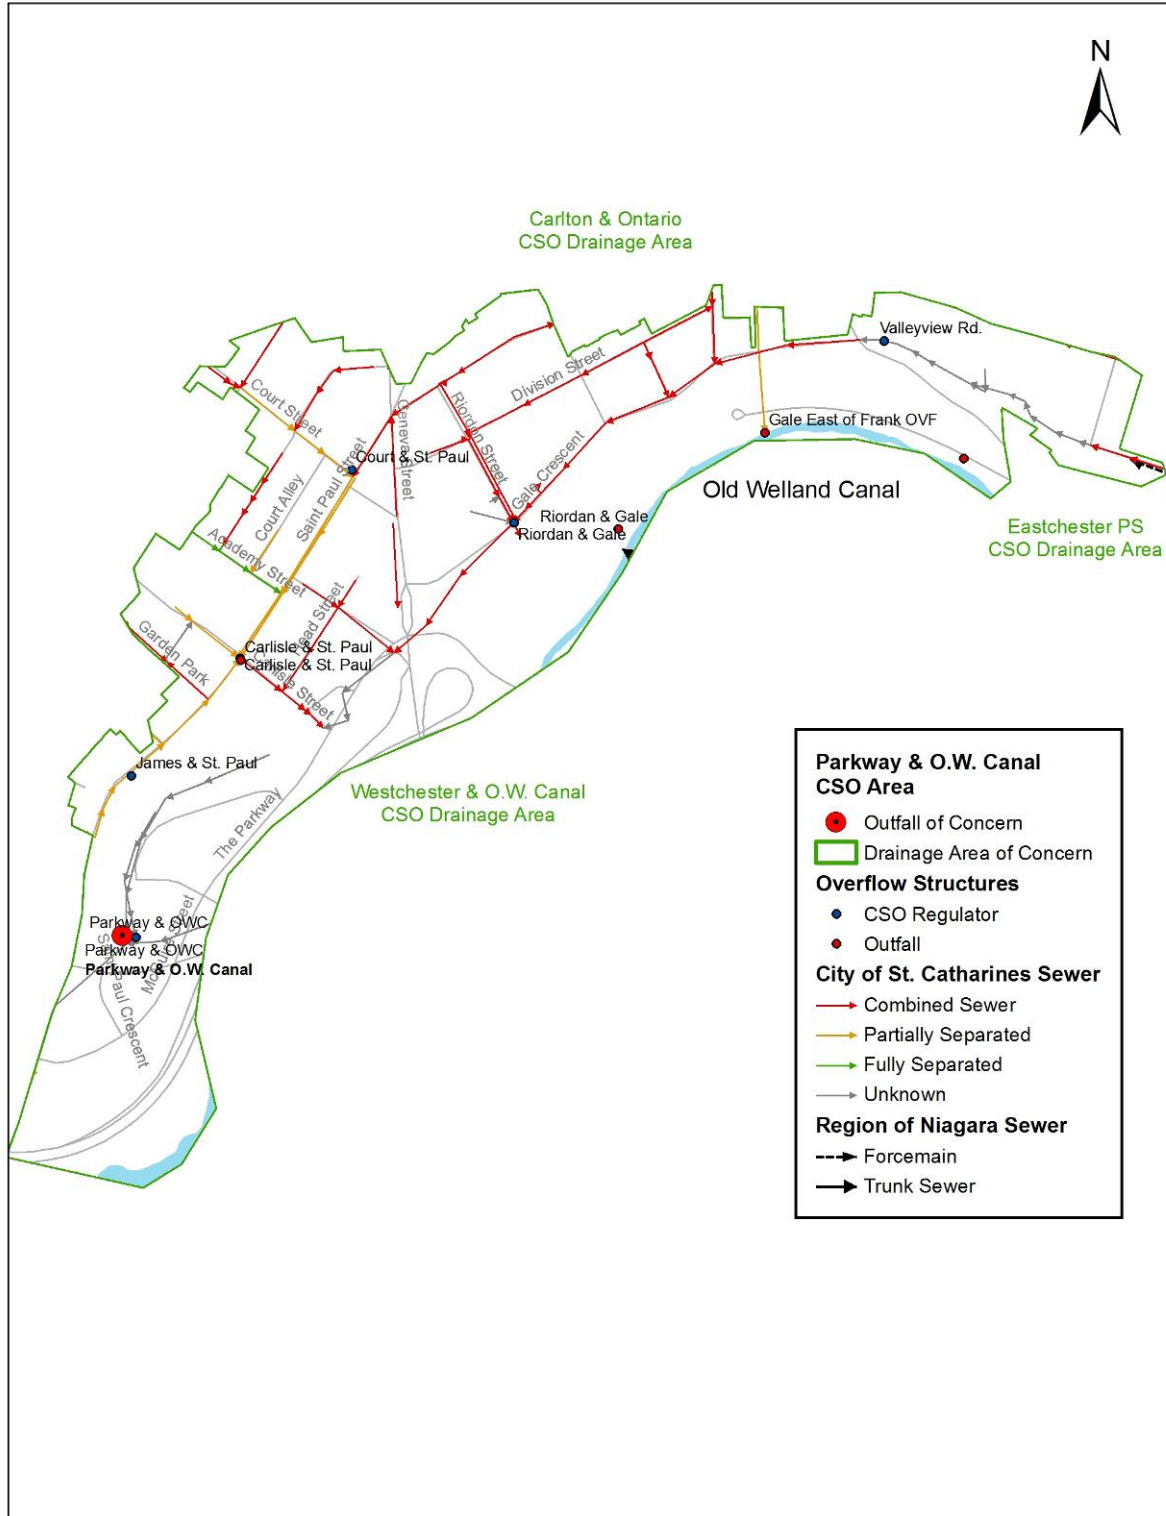 N
Carlton & Ontario
CSO Drainage Area
Valleyview Rd.
Court Street
Division Street
Riordon Street
Geneva Street
Gale East of Frank OVF
Court & St. Paul
Saint Paul Street
Court Alley
Gale Crescent
Old Welland Canal
Riordan & Gale
Riordan & Gale
Eastchester PS
CSO Drainage Area
Academy Street
Garden Park
Carlisle & St. Paul
Carlisle & St. Paul
Carlisle Street
James & St. Paul
Westchester & O.W. Canal
CSO Drainage Area
The Parkway
Parkway & OWC
Parkway & OWC
Parkway & O.W. Canal
McGuire Street
Saint Paul Crescent
Parkway & O.W. Canal
CSO Area
Outfall of Concern
Drainage Area of Concern
Overflow Structures
CSO Regulator
Outfall
City of St. Catharines Sewer
Combined Sewer
Partially Separated
Fully Separated
Unknown
Region of Niagara Sewer
Forcemain
Trunk Sewer